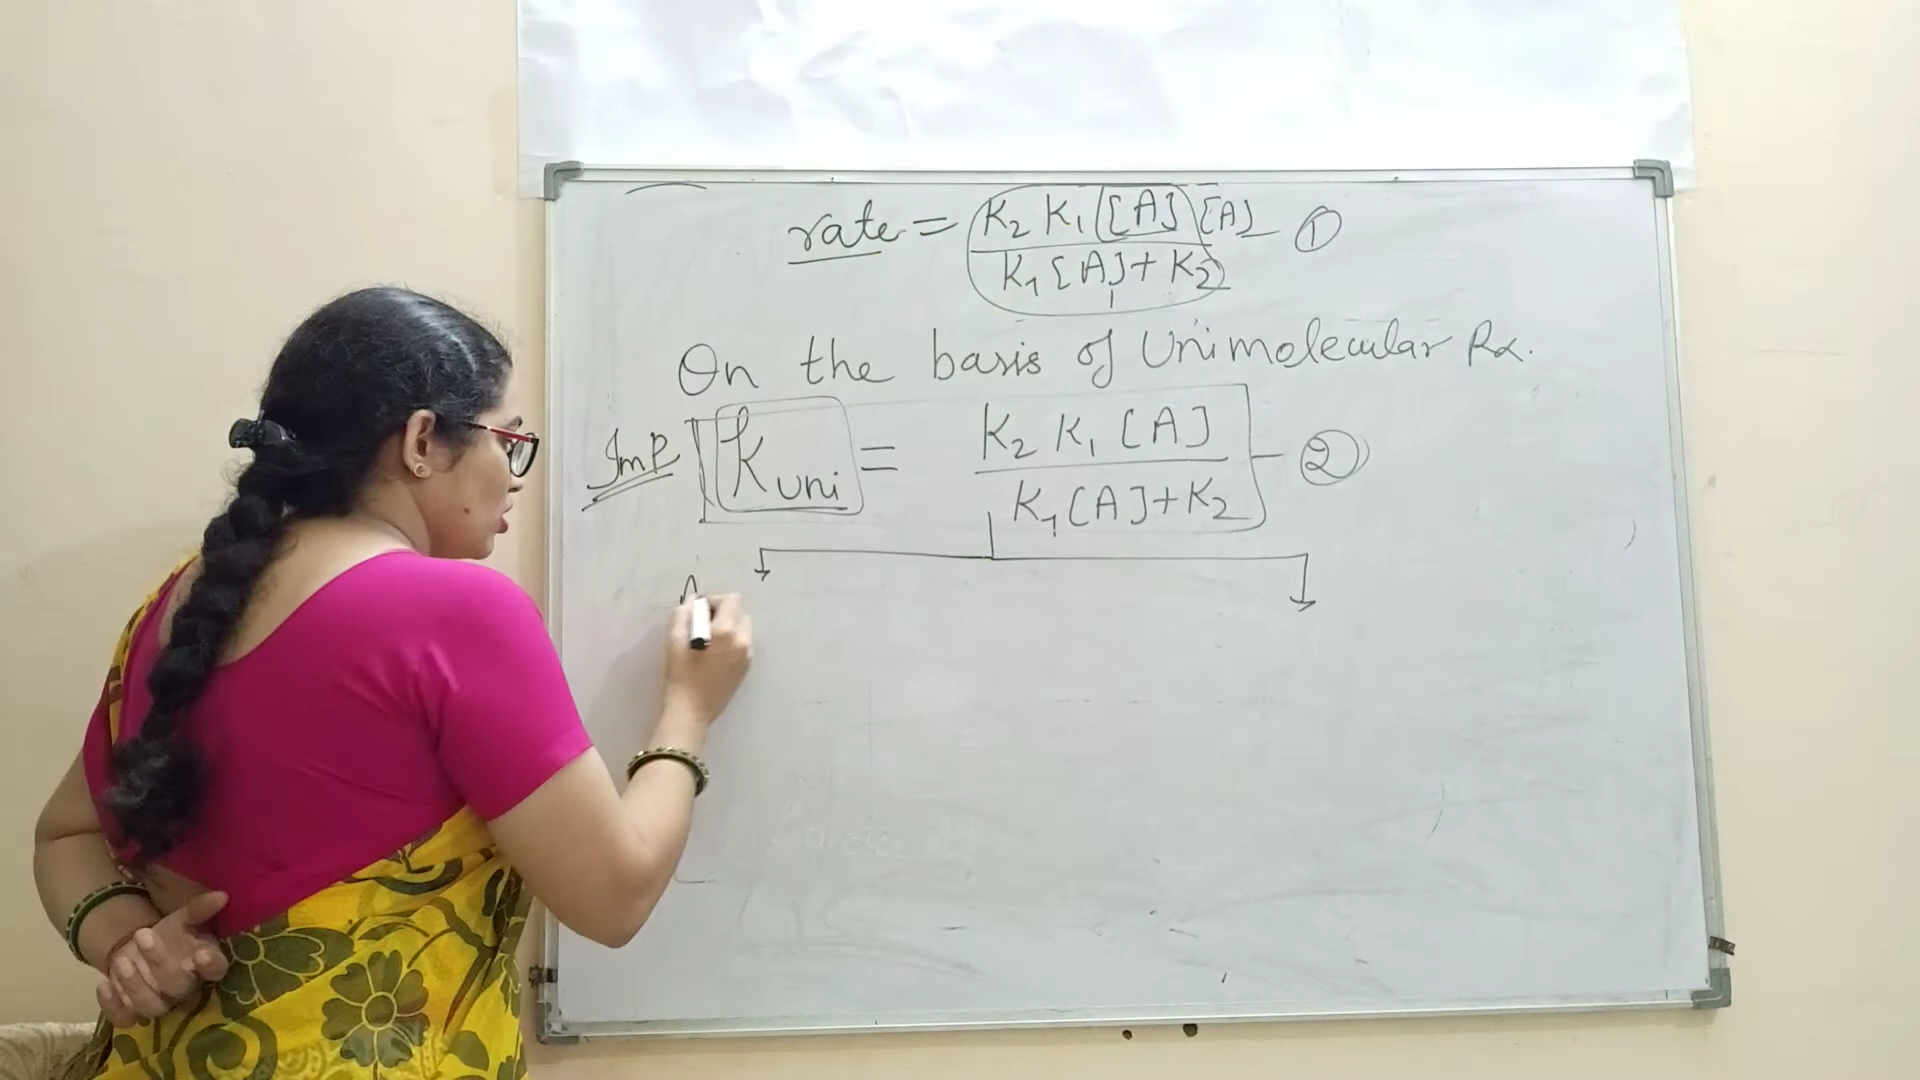 rate = K₂ K₁ [A] [A] / K₁ [A] + K₂ — ①
On the basis of Unimolecular Rx.
Imp Kuni = K₂ K₁ [A] / K₁ [A] + K₂ — ②
A